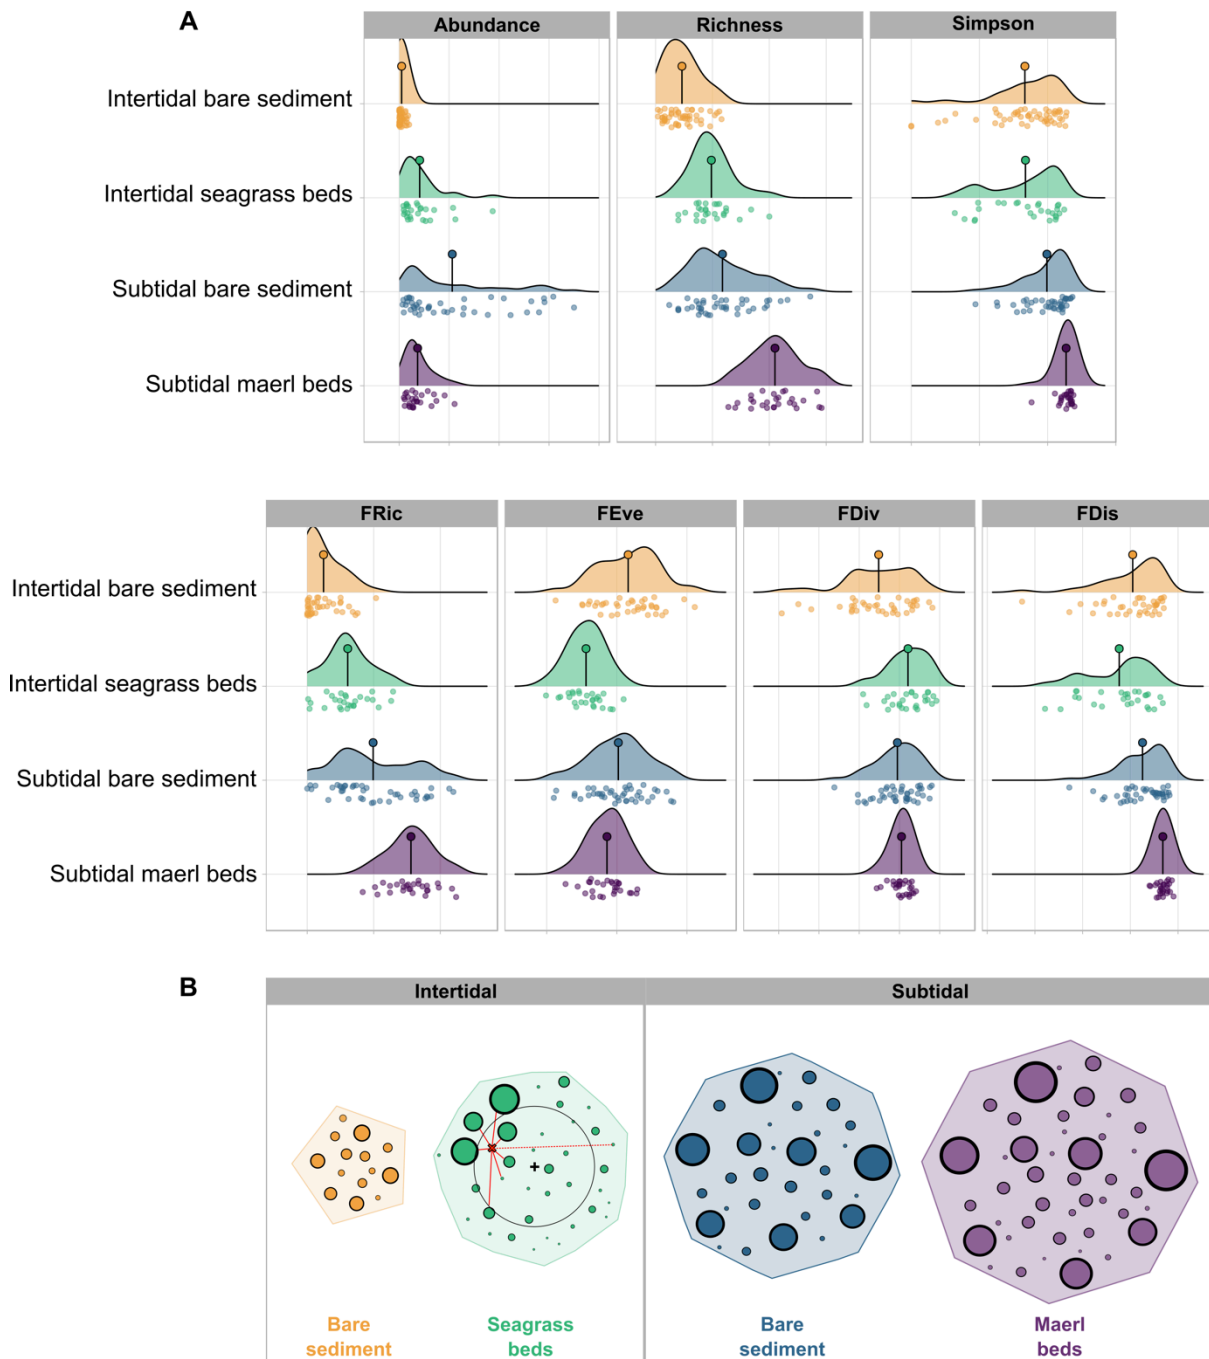 A
Abundance Richness Simpson
Intertidal bare sediment
Intertidal seagrass beds
Subtidal bare sediment
Subtidal maerl beds
FRic FEve FDiv FDis
Intertidal bare sediment
Intertidal seagrass beds
Subtidal bare sediment
Subtidal maerl beds
B
Intertidal Subtidal
Bare sediment
Seagrass beds
Bare sediment
Maerl beds